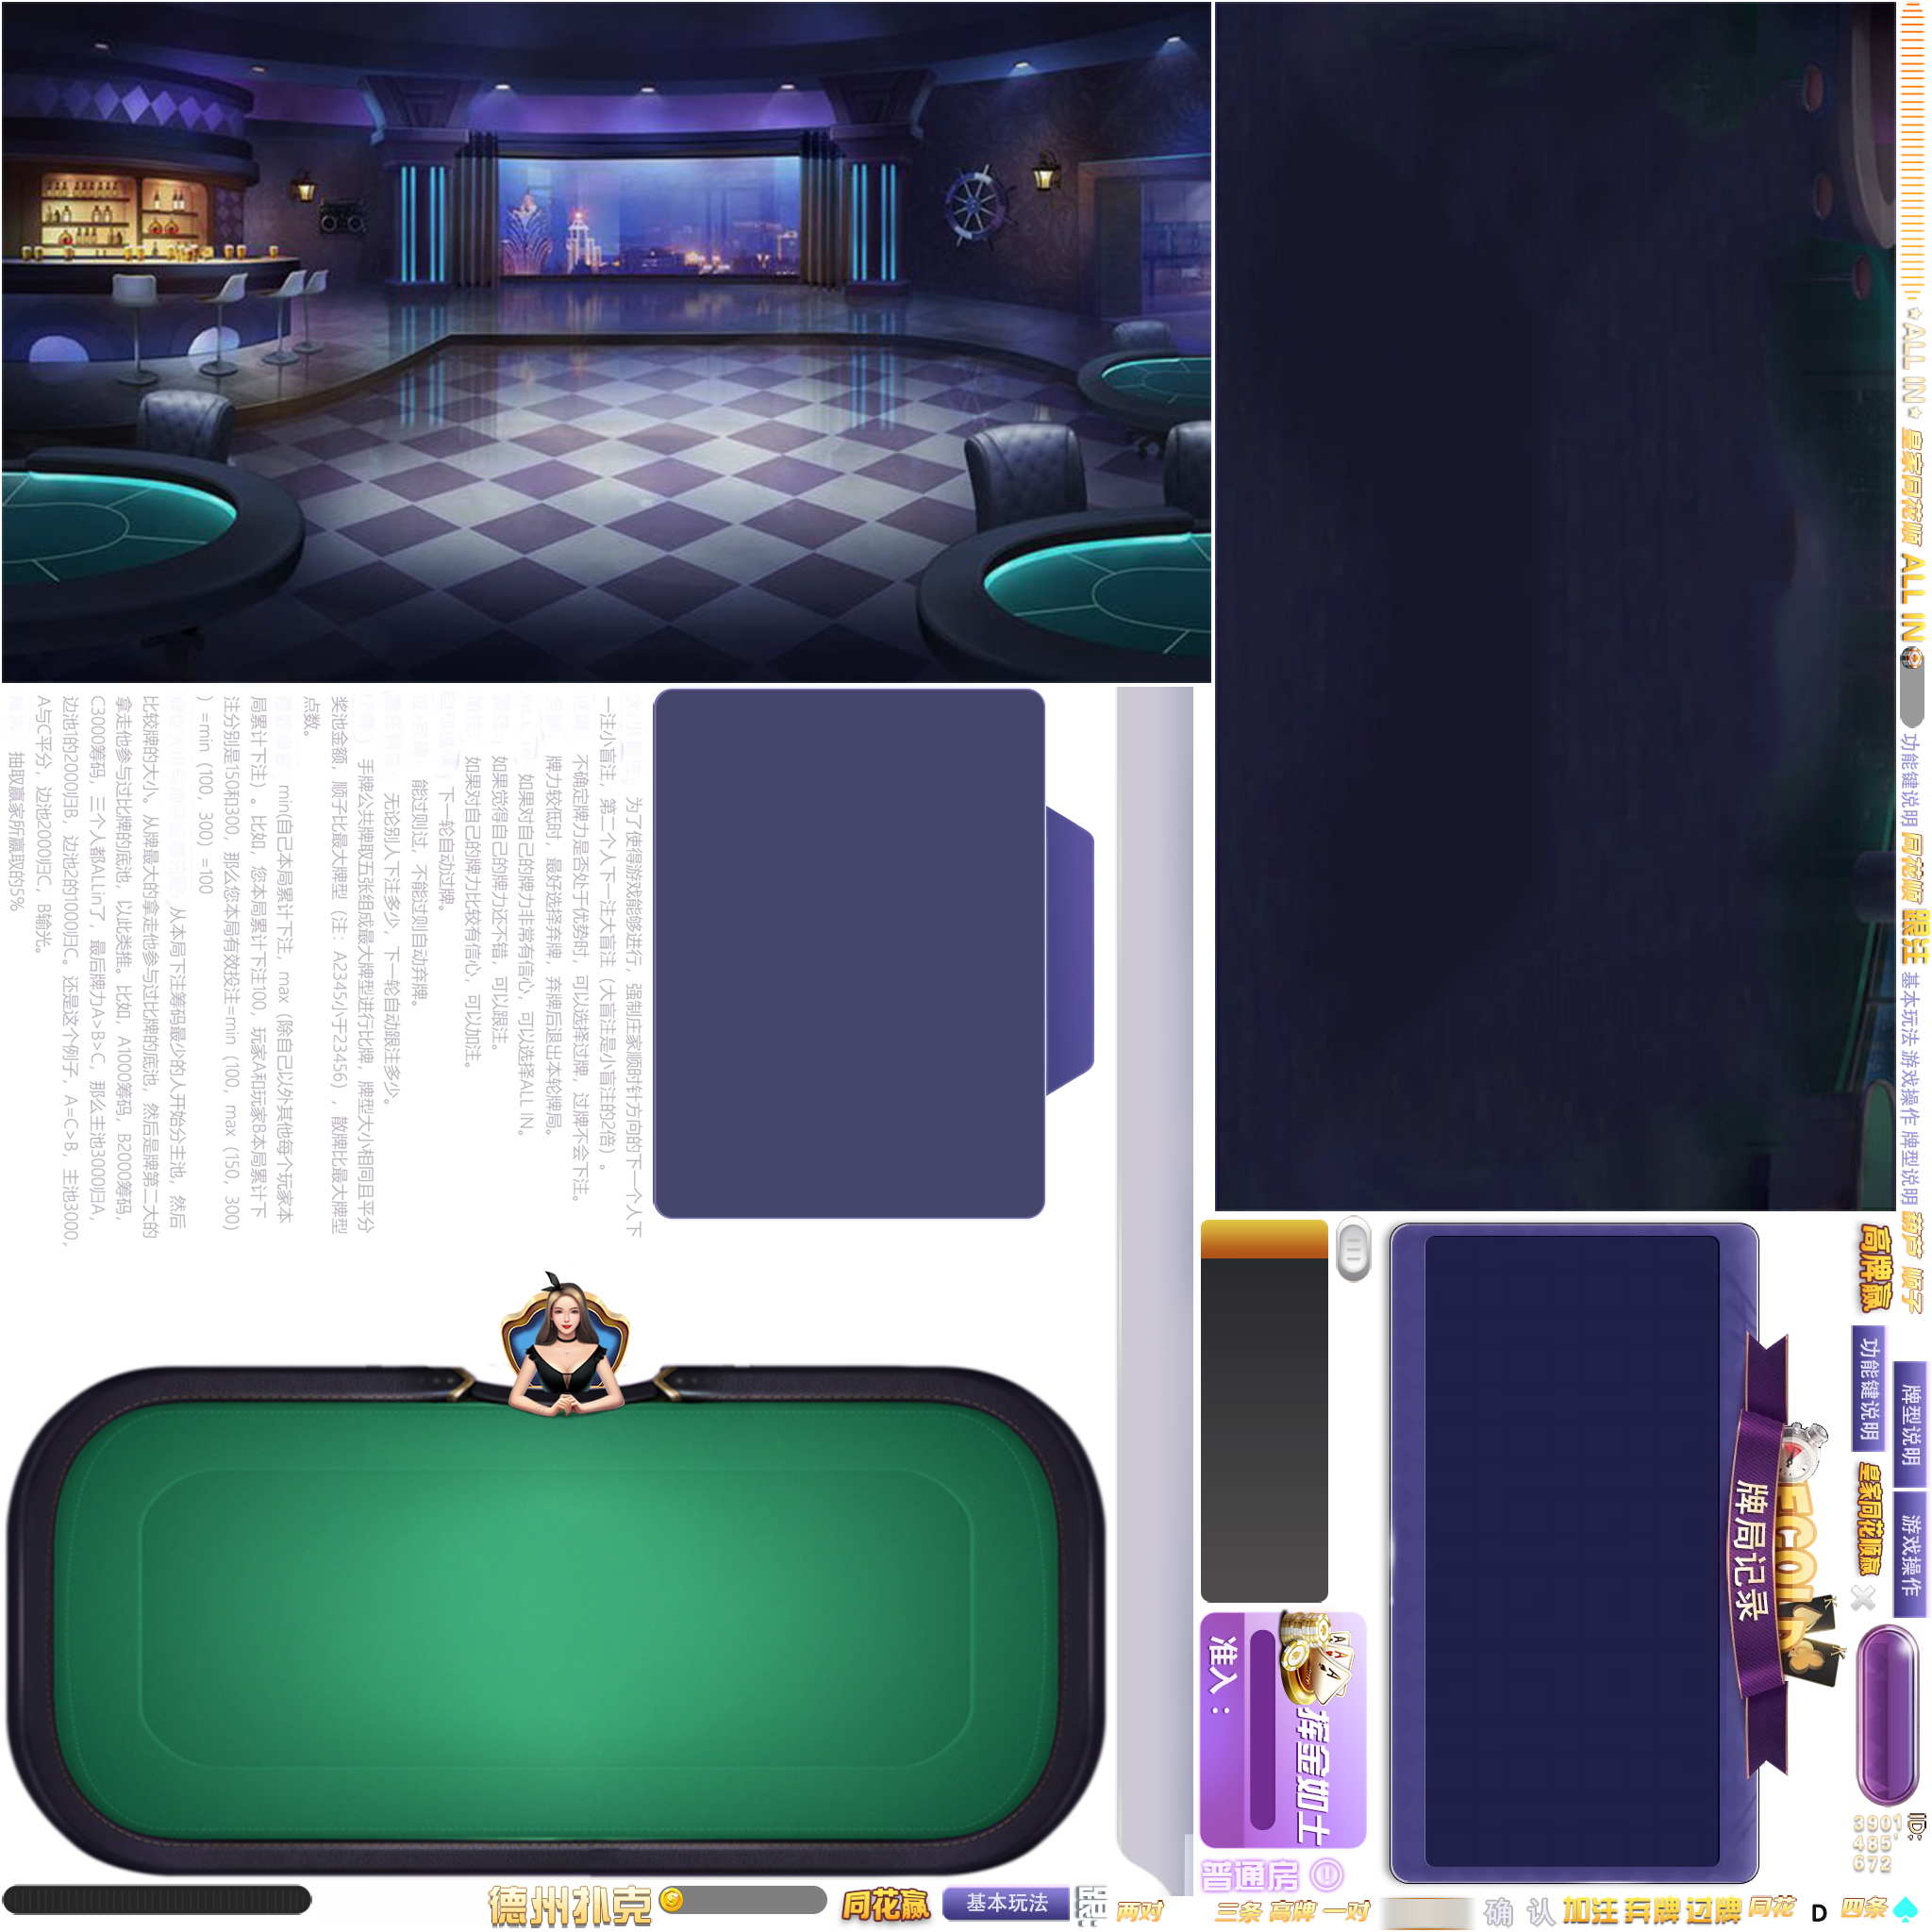 为了使得游戏能够进行，强制庄家顺时针方向的下一个人下
一注小盲注，第二个人下一注大盲注（大盲注是小盲注的2倍）。
不确定牌力是否处于优势时，可以选择过牌，过牌不会下注。
牌力较低时，最好选择弃牌，弃牌后退出本轮牌局。
如果对自己的牌力非常有信心，可以选择ALL IN。
如果觉得自己的牌力还不错，可以跟注。
如果对自己的牌力比较有信心，可以加注。
下一轮自动过牌。
能过则过，不能过则自动弃牌。
无论别人下注多少，下一轮自动跟注多少。
手牌公共牌取五张组成最大牌型进行比牌，牌型大小相同且平分
奖池金额，顺子比最大牌型（注：A2345小于23456），散牌比最大牌型
点数。
min(自己本局累计下注，max（除自己以外其他每个玩家本
局累计下注）。比如，您本局累计下注100，玩家A和玩家B本局累计下
注分别是150和300，那么您本局有效投注=min（100，max（150，300）
）=min（100，300）=100
从本局下注筹码最少的人开始分主池，然后
比较牌的大小。从牌最大的拿走他参与过比牌的底池，然后是牌第二大的
拿走他参与过比牌的底池，以此类推。比如，A1000筹码，B2000筹码，
C3000筹码，三个人都ALLin了，最后牌力A>B>C，那么主池3000归A，
边池1的2000归B，边池2的1000归C。还是这个例子，A=C>B，主池3000，
A与C平分，边池2000归C，B输光。
抽取赢家所赢取的5%
ALL IN
皇家同花顺
ALL IN
功能键说明
同花顺
跟注
基本玩法
游戏操作
牌型说明
葫芦
顺子
高牌赢
功能键说明
牌型说明
皇家同花顺赢
游戏操作
牌局记录
准入：
挥金如土
普通房
ID:
3901
485
672
德州扑克
同花赢
基本玩法
两对
三条
高牌
一对
确认
加注
弃牌
过牌
同花
D
四条